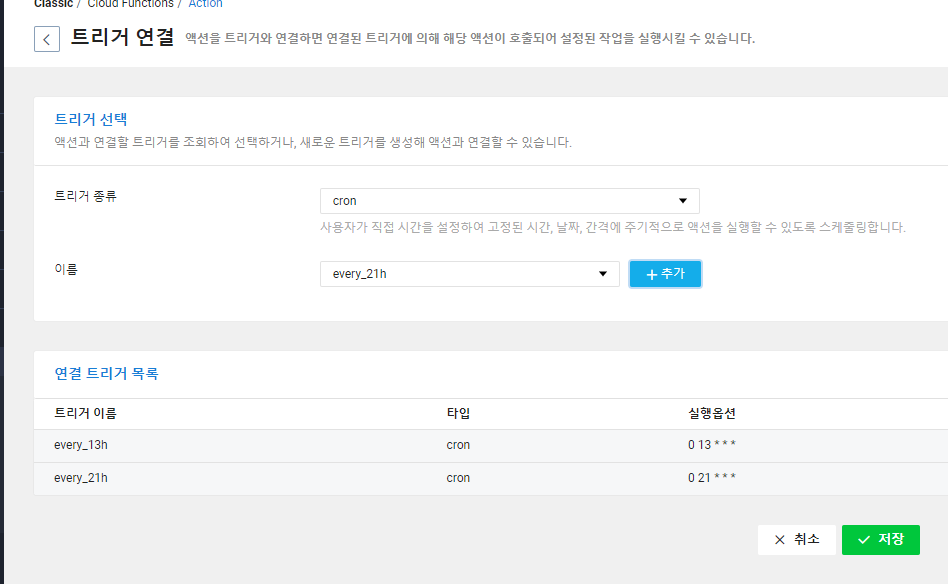 Classic / Cloud Functions / Action
트리거 연결 액션을 트리거와 연결하면 연결된 트리거에 의해 해당 액션이 호출되어 설정된 작업을 실행시킬 수 있습니다.
트리거 선택
액션과 연결할 트리거를 조회하여 선택하거나, 새로운 트리거를 생성해 액션과 연결할 수 있습니다.
트리거 종류 cron
사용자가 직접 시간을 설정하여 고정된 시간, 날짜, 간격에 주기적으로 액션을 실행할 수 있도록 스케줄링합니다.
이름 every_21h + 추가
연결 트리거 목록
트리거 이름 타입 실행옵션
every_13h cron 0 13 * * *
every_21h cron 0 21 * * *
취소 저장